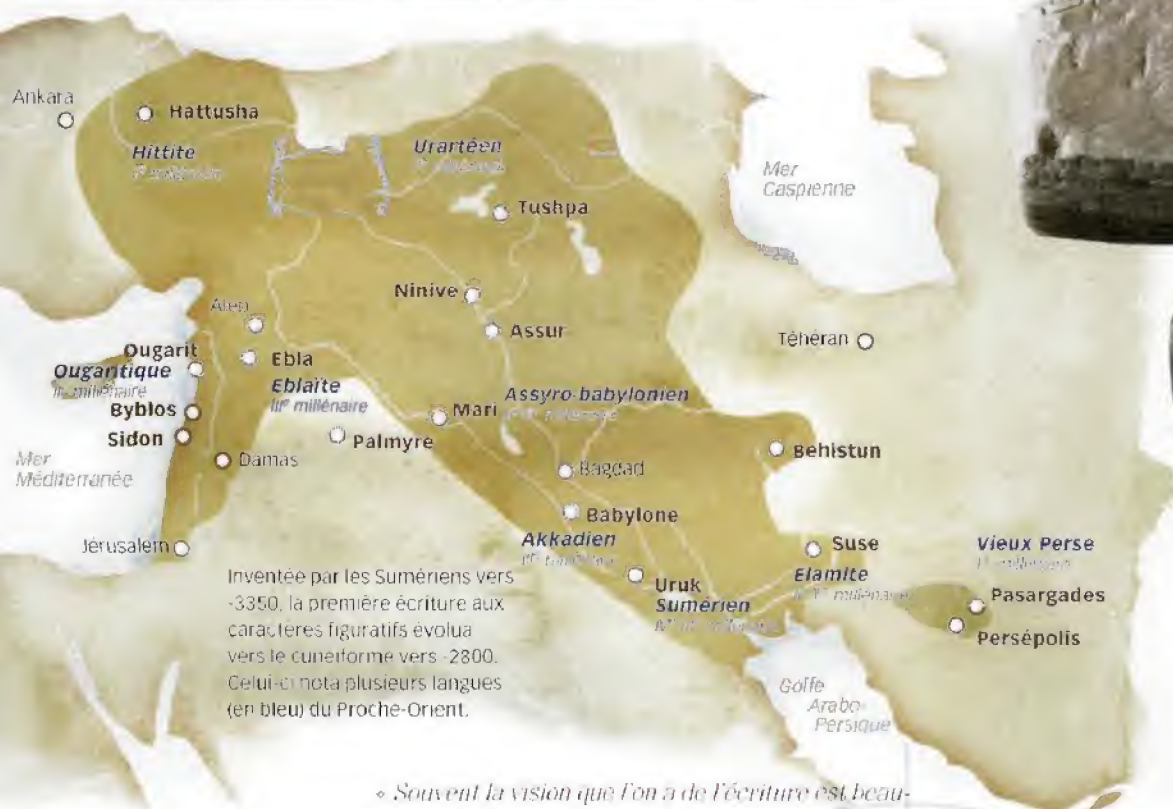 Ankara
Hattusha
Hittite
millénaire
Urartéen
Tushpa
Mer
Caspienne
Ninive
Assur
Téhéran
Alep
Ougarit
Ougaritique
millénaire
Ebla
Eblaïte
IIIe millénaire
Byblos
Sidon
Mer
Méditerranée
Damas
Palmyre
Mari
Assyro-babylonien
Bagdad
Behistun
Babylone
Akkadien
Jérusalem
Uruk
Sumérien
Suse
Elamite
millénaire
Vieux Perse
millénaire
Pasargades
Persépolis
Golfe
Arabo-
Persique
Inventée par les Sumériens vers
-3350, la première écriture aux
caractères figuratifs évolua
vers le cunéiforme vers -2800.
Celui-ci nota plusieurs langues
(en bleu) du Proche-Orient.
Souvent la vision que l'on a de l'écriture est beau-